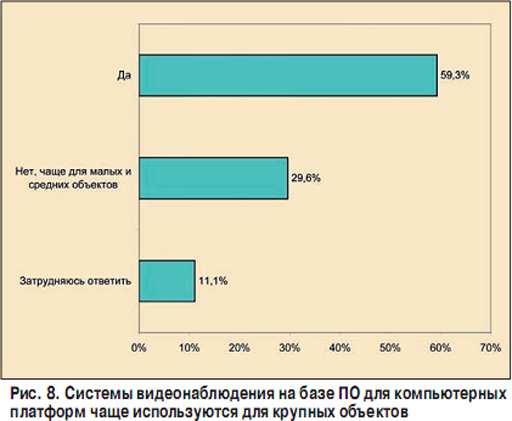 Да
59,3%
Нет, чаще для малых и
средних объектов
29,6%
Затрудняюсь ответить
11,1%
0% 10% 20% 30% 40% 50% 60% 70%
Рис. 8. Системы видеонаблюдения на базе ПО для компьютерных
платформ чаще используются для крупных объектов